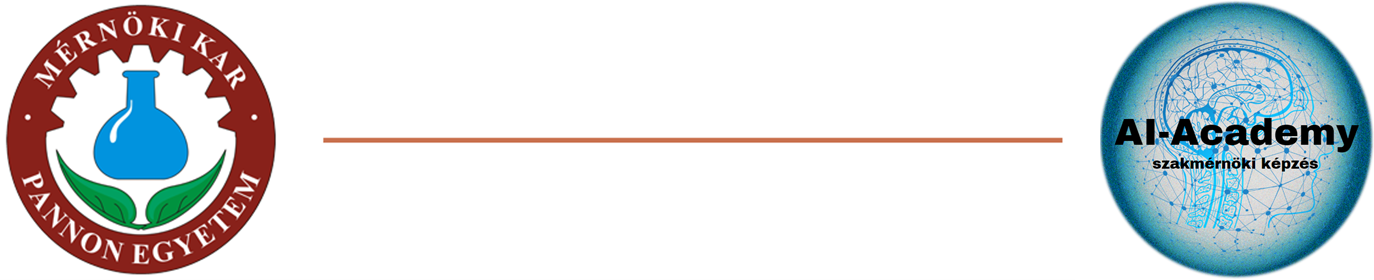 MÉRNÖKI KAR
PANNON EGYETEM
AI-Academy
szakmérnöki képzés